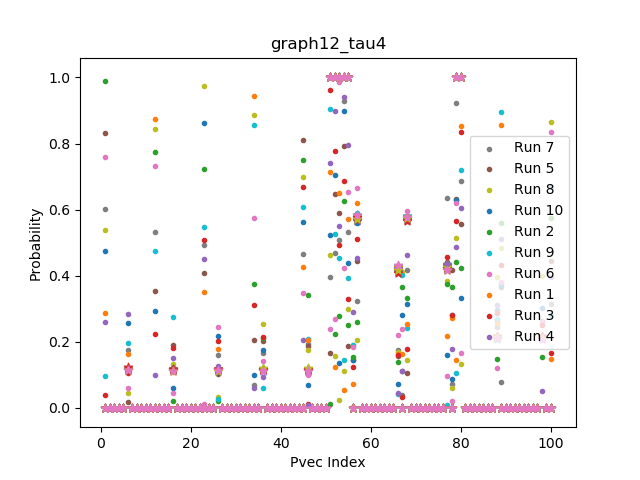 graph12_tau4
1.0
0.8
0.6
0.4
0.2
0.0
Probability
0
20
40
60
80
100
Pvec Index
Run 7
Run 5
Run 8
Run 10
Run 2
Run 9
Run 6
Run 1
Run 3
Run 4